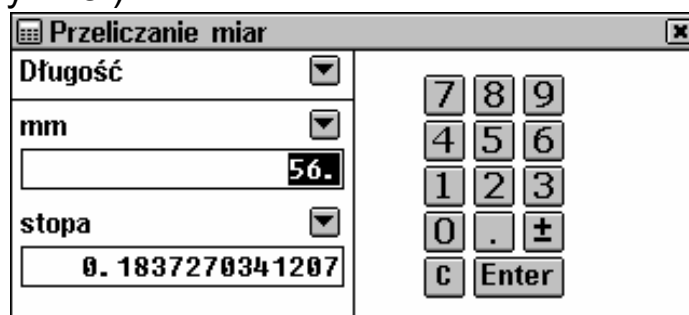 Przeliczanie miar
Długość
mm
56.
stopa
0.1837270341207
7 8 9
4 5 6
1 2 3
0 . ±
C Enter